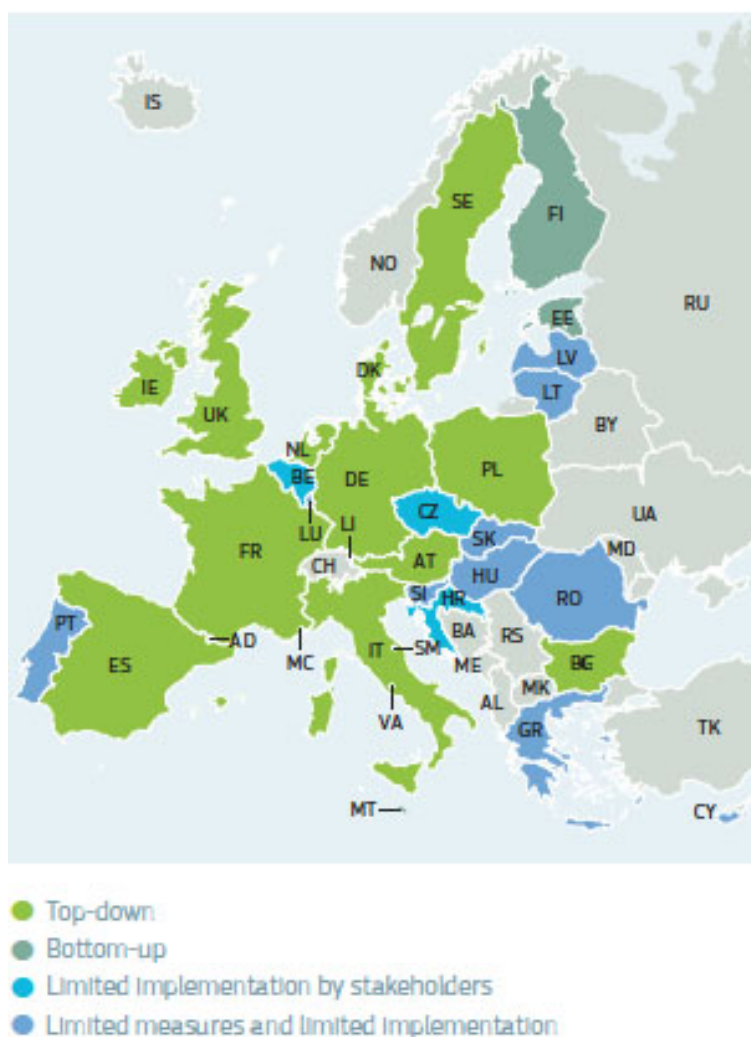 IS
SE
FI
NO
RU
EE
LV
DK
LT
IE
UK
BY
NL
BE
DE
PL
CZ
LI
UA
LU
SK
MD
FR
CH
AT
HU
SI
HR
RO
PT
BA
RS
AD
IT
SM
ES
MC
ME
BG
MK
AL
VA
GR
TK
MT
CY
Top-down
Bottom-up
Limited implementation by stakeholders
Limited measures and limited implementation